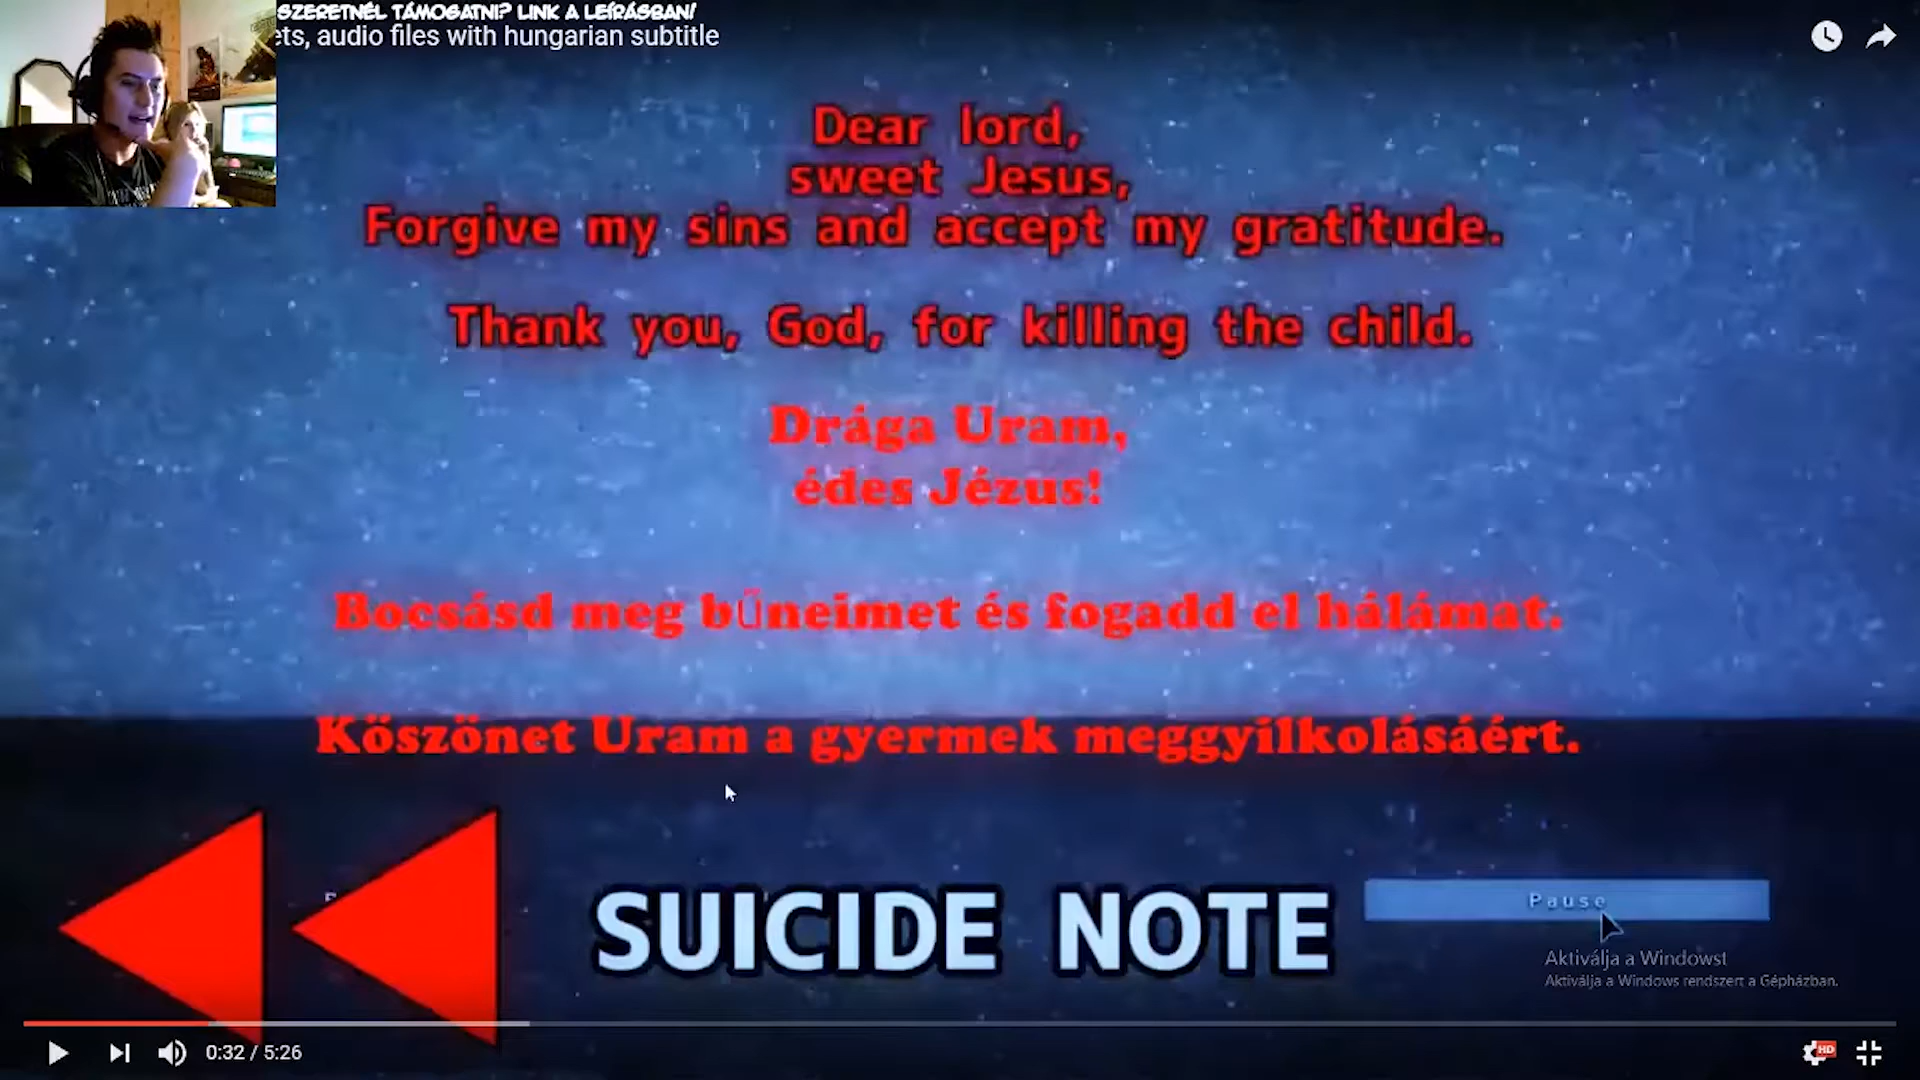 SZERETNÉL TÁMOGATNI? LINK A LEÍRÁSBAN!
ets, audio files with hungarian subtitle
Dear lord,
sweet Jesus,
Forgive my sins and accept my gratitude.
Thank you, God, for killing the child.
Drága Uram,
édes Jézus!
Bocsásd meg bűneimet és fogadd el hálámat.
Köszönet Uram a gyermek meggyilkolásáért.
SUICIDE NOTE
Pause
Aktiválja a Windowst
Aktiválja a Windows rendszert a Gépházban.
0:32 / 5:26
HD